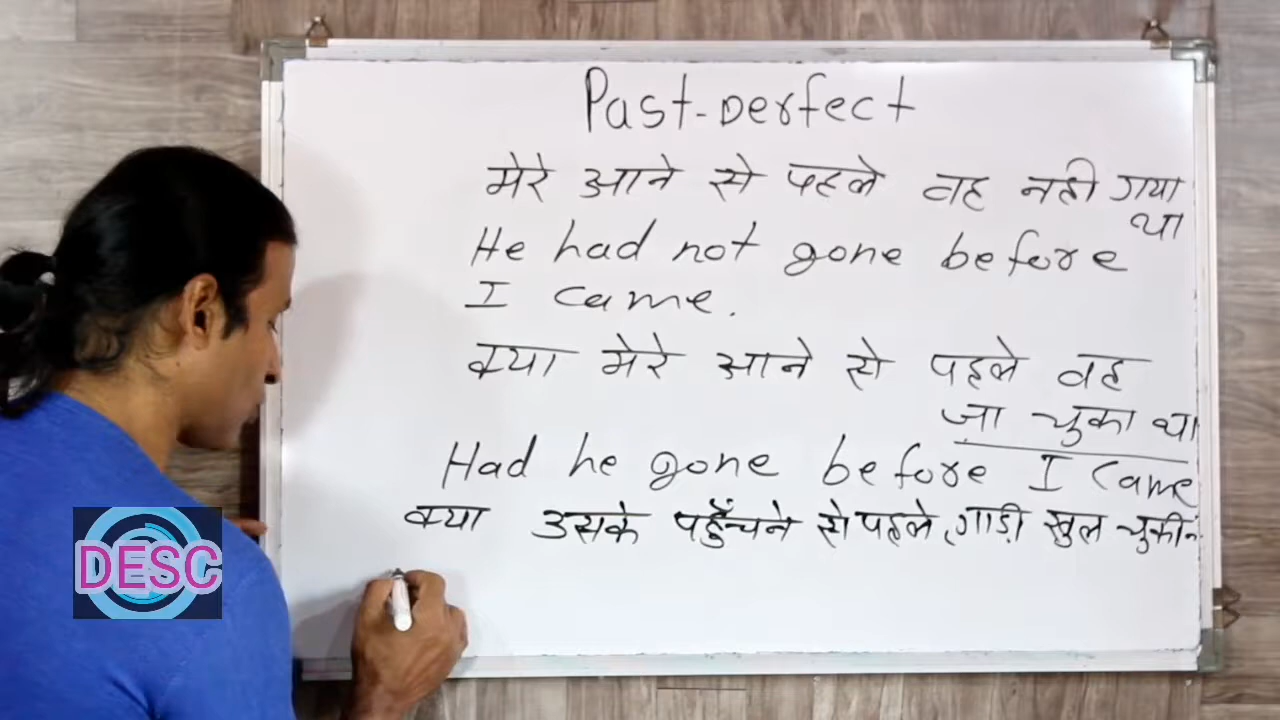 Past-Perfect
मेरे आने से पहले वह नही गया
था
He had not gone before
I came.
क्या मेरे आने से पहले वह
जा चुका था
Had he gone before I came
क्या उसके पहुँचने से पहले, गाड़ी खुल चुकी
DESC